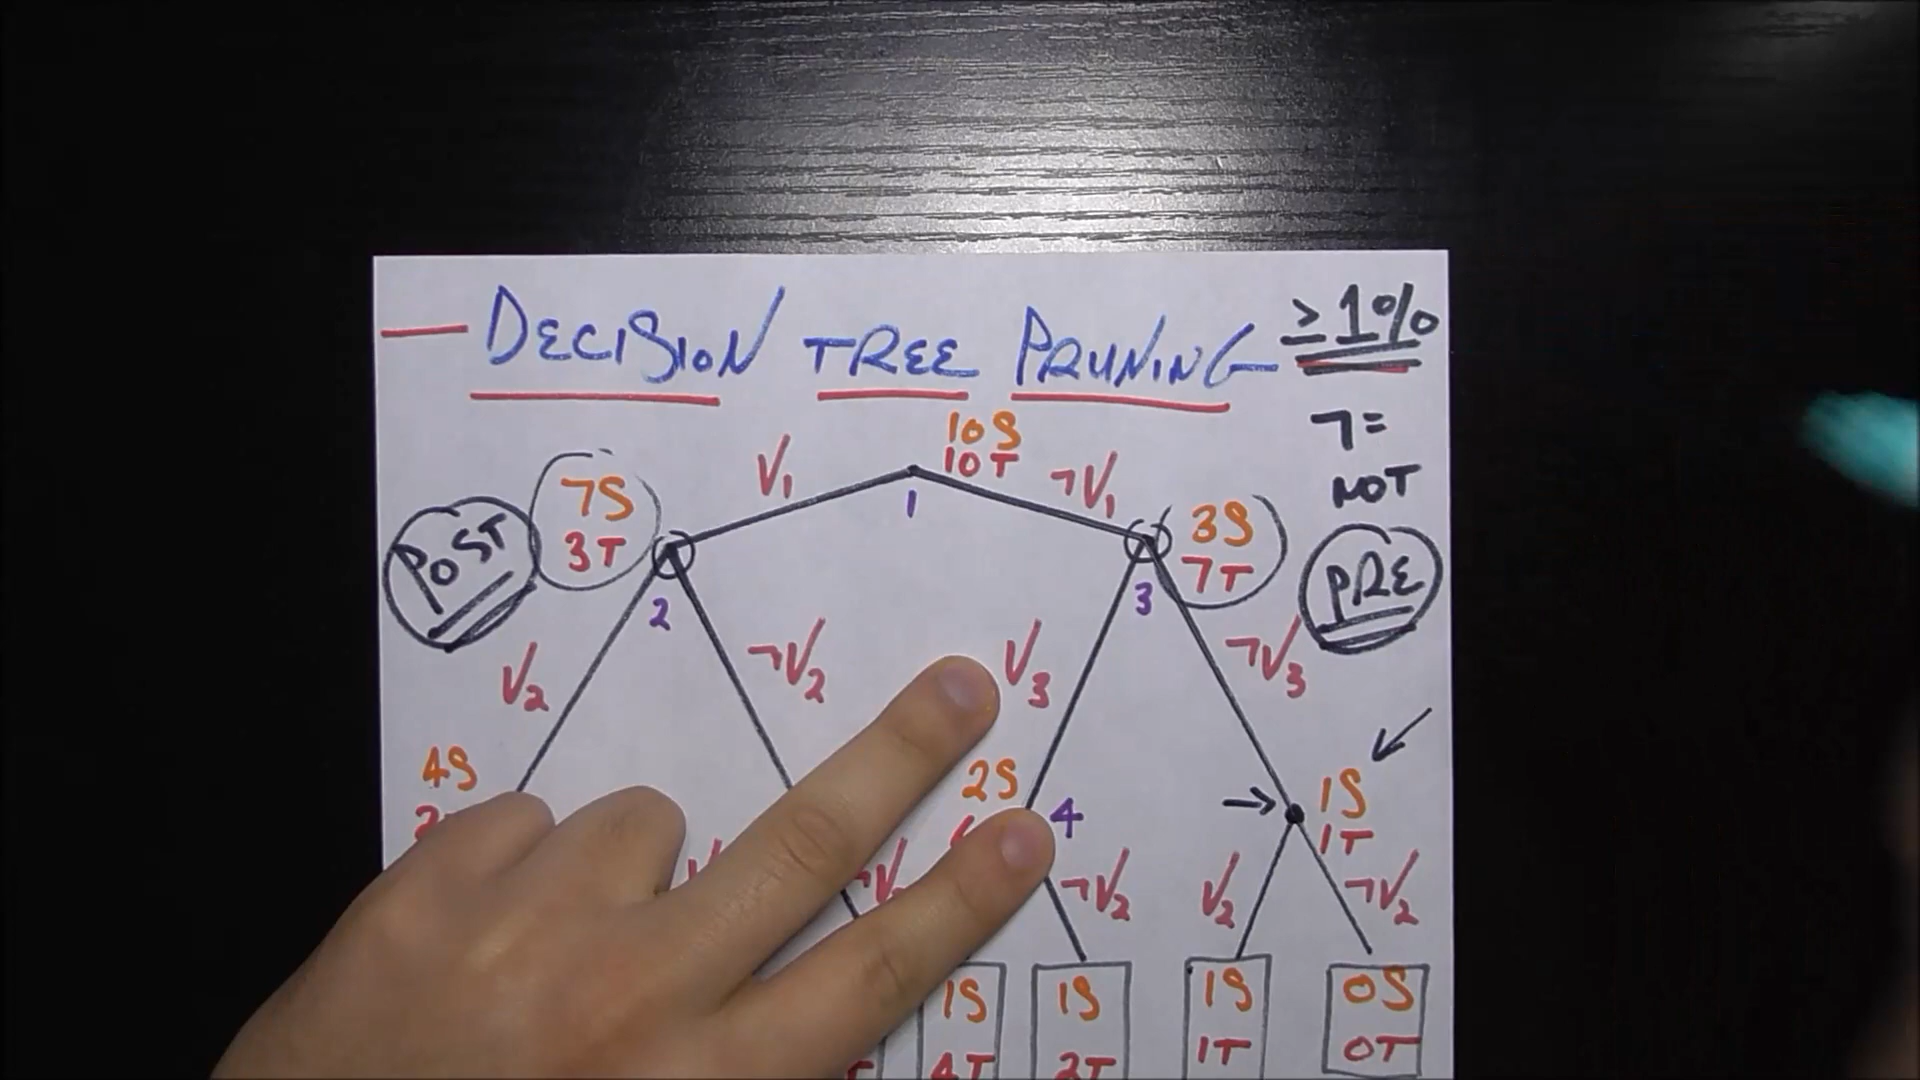 DECISION TREE PRUNING
≥1%
¬=
NOT
10S
10T
V1
¬V1
1
POST
7S
3T
2
3S
7T
3
PRE
V2
¬V2
V3
¬V3
4S
2S
4
1S
1T
¬V2
V2
¬V2
1S
4T
1S
2T
1S
1T
0S
0T